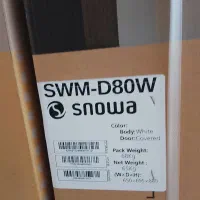 SWM-D80W
snowa
Color:
Body: White
Door: Covered
Pack Weight:
Net Weight:
(W×D×H):